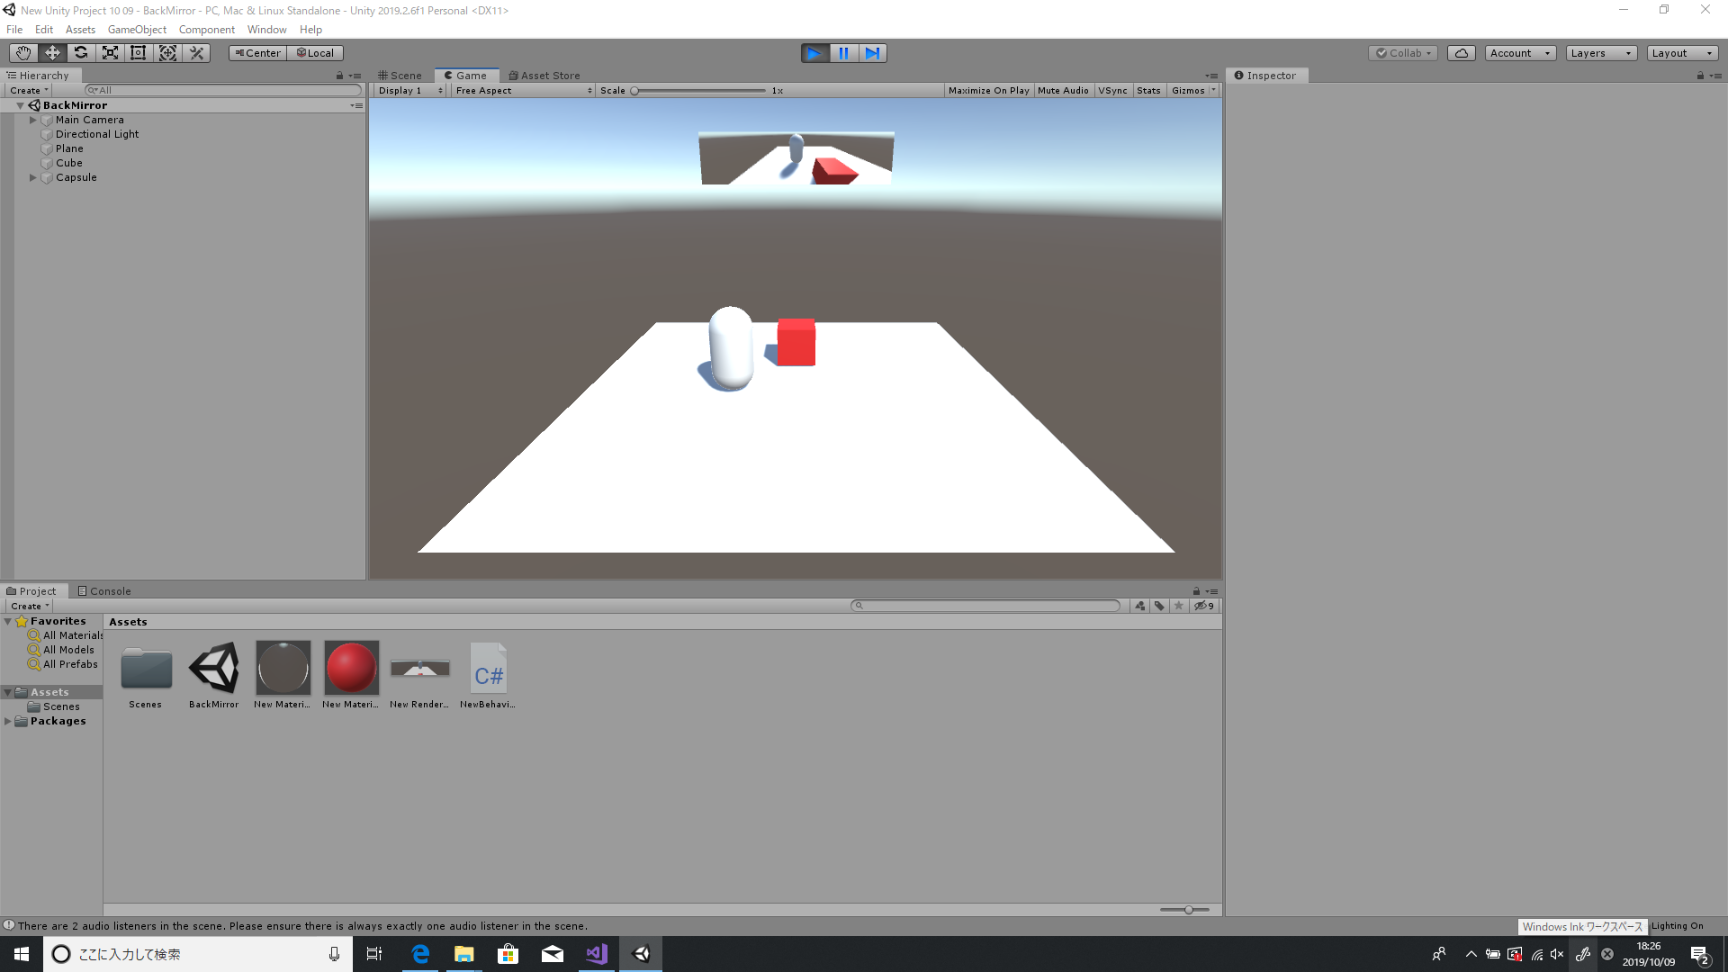 New Unity Project 10 09 - BackMirror - PC, Mac & Linux Standalone - Unity 2019.2.6f1 Personal <DX11>
File Edit Assets GameObject Component Window Help
Center Local Collab Account Layers Layout
Hierarchy Scene Game Asset Store Inspector
Create All Display 1 Free Aspect Scale 1x Maximize On Play Mute Audio VSync Stats Gizmos
BackMirror
Main Camera
Directional Light
Plane
Cube
Capsule
Project Console
Create 9
Favorites
All Materials
All Models
All Prefabs
Assets
Scenes
Packages
Assets
C#
Scenes BackMirror New Materi... New Materi... New Render... NewBehavi...
There are 2 audio listeners in the scene. Please ensure there is always exactly one audio listener in the scene.
Windows Ink ワークスペース Lighting On
ここに入力して検索
18:26
2019/10/09
2